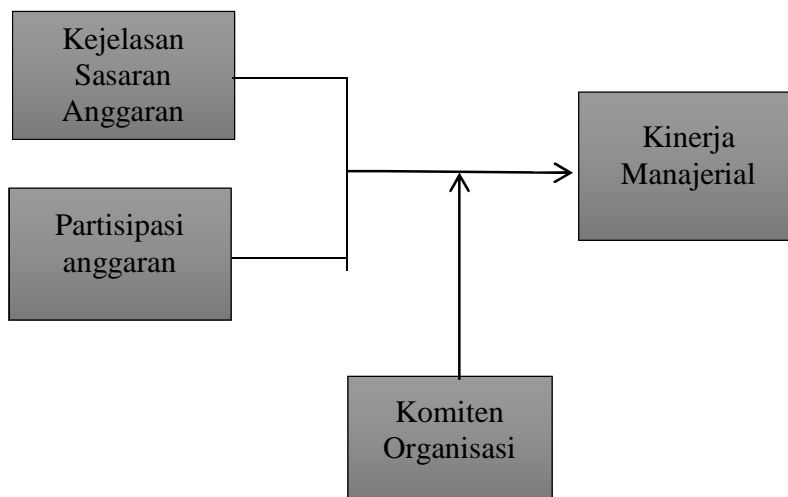 Kejelasan
Sasaran
Anggaran
Kinerja
Manajerial
Partisipasi
anggaran
Komiten
Organisasi